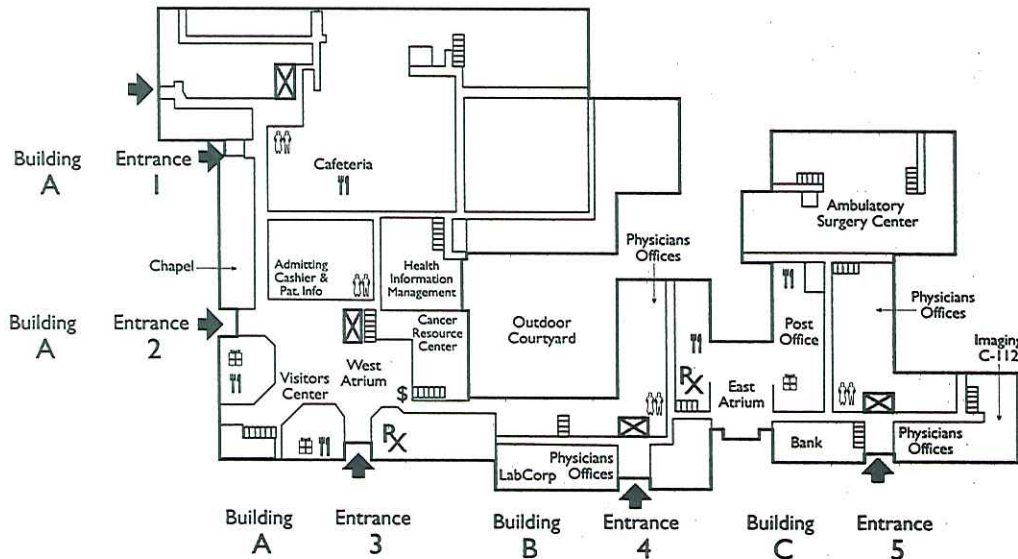 Building
A
Entrance
1
Cafeteria
Ambulatory
Surgery Center
Chapel
Admitting
Cashier &
Pat. Info
Health
Information
Management
Physicians
Offices
Physicians
Offices
Building
A
Entrance
2
Cancer
Resource
Center
Outdoor
Courtyard
Post
Office
Imaging
C-112
West
Atrium
Visitors
Center
$
Rx
East
Atrium
Rx
Bank
Physicians
Offices
LabCorp
Physicians
Offices
Building
A
Entrance
3
Building
B
Entrance
4
Building
C
Entrance
5